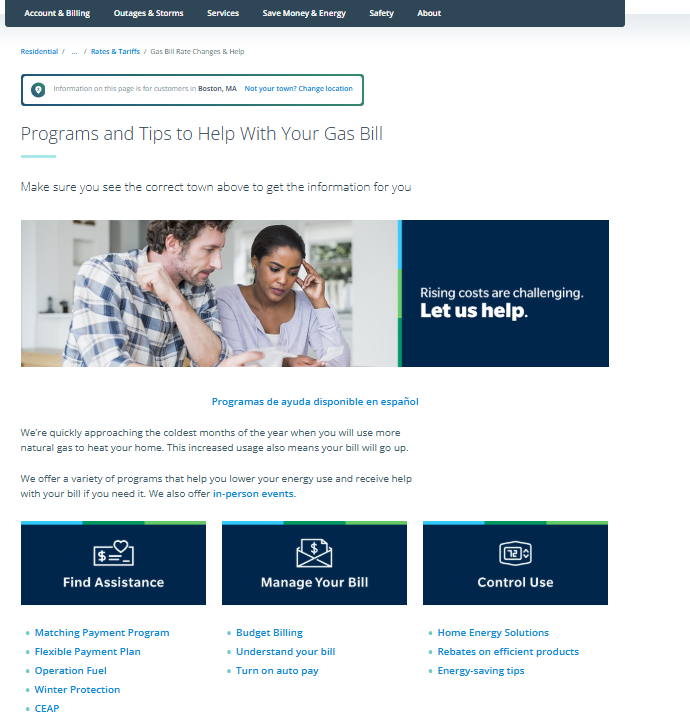 Account & Billing Outages & Storms Services Save Money & Energy Safety About
Residential / ... / Rates & Tariffs / Gas Bill Rate Changes & Help
Information on this page is for customers in Boston, MA Not your town? Change location
Programs and Tips to Help With Your Gas Bill
Make sure you see the correct town above to get the information for you
Rising costs are challenging.
Let us help.
Programas de ayuda disponible en español
We're quickly approaching the coldest months of the year when you will use more
natural gas to heat your home. This increased usage also means your bill will go up.
We offer a variety of programs that help you lower your energy use and receive help
with your bill if you need it. We also offer in-person events.
$
Find Assistance
• Matching Payment Program
• Flexible Payment Plan
• Operation Fuel
• Winter Protection
• CEAP
$
Manage Your Bill
• Budget Billing
• Understand your bill
• Turn on auto pay
72
Control Use
• Home Energy Solutions
• Rebates on efficient products
• Energy-saving tips